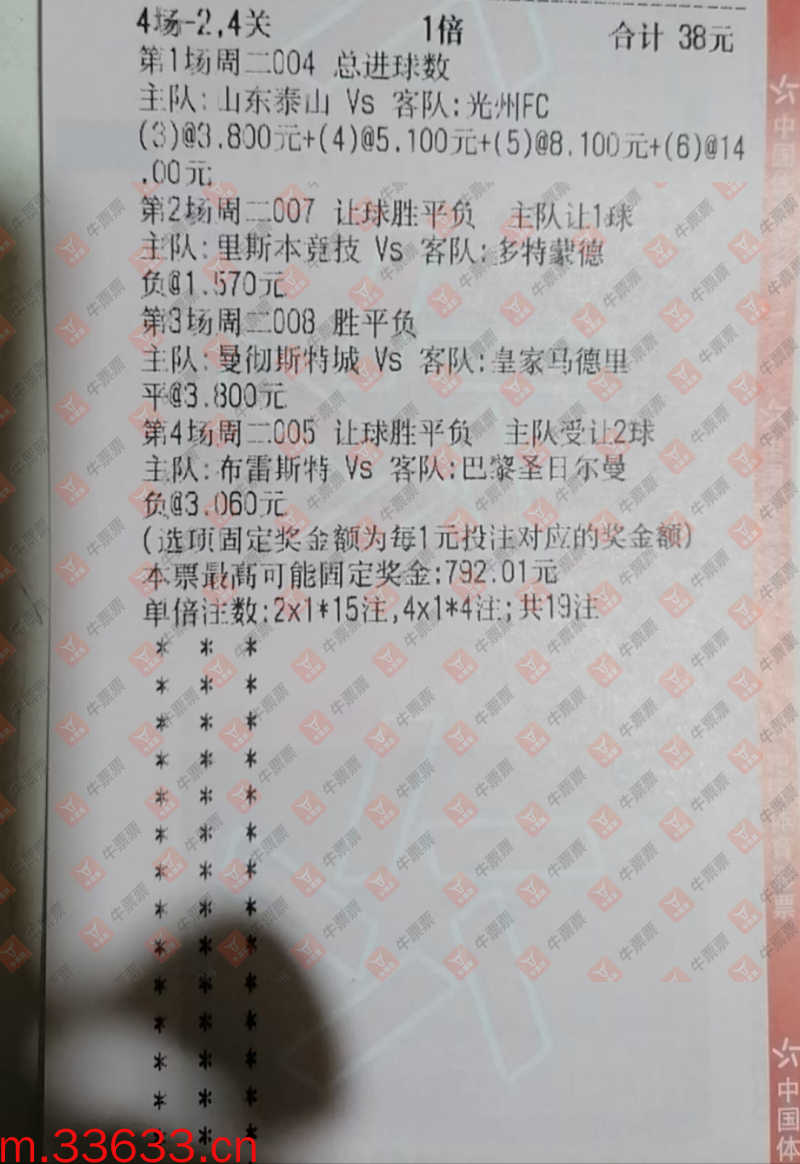 4场-2,4关 1倍 合计 38元
第1场周二004 总进球数
主队:山东泰山 Vs 客队:光州FC
(3)@3.800元+(4)@5.100元+(5)@8.100元+(6)@14
.00元
第2场周二007 让球胜平负 主队让1球
主队:里斯本竞技 Vs 客队:多特蒙德
负@1.570元
第3场周二008 胜平负
主队:曼彻斯特城 Vs 客队:皇家马德里
平@3.800元
第4场周二005 让球胜平负 主队受让2球
主队:布雷斯特 Vs 客队:巴黎圣日尔曼
负@3.060元
(选项固定奖金额为每1元投注对应的奖金额)
本票最高可能固定奖金:792.01元
单倍注数:2x1*15注,4x1*4注;共19注
* * *
* * *
* * *
* * *
* * *
* * *
* * *
* * *
* * *
* * *
* * *
* * *
* * *
* * *
牛票票
中国体
m.33633.cn